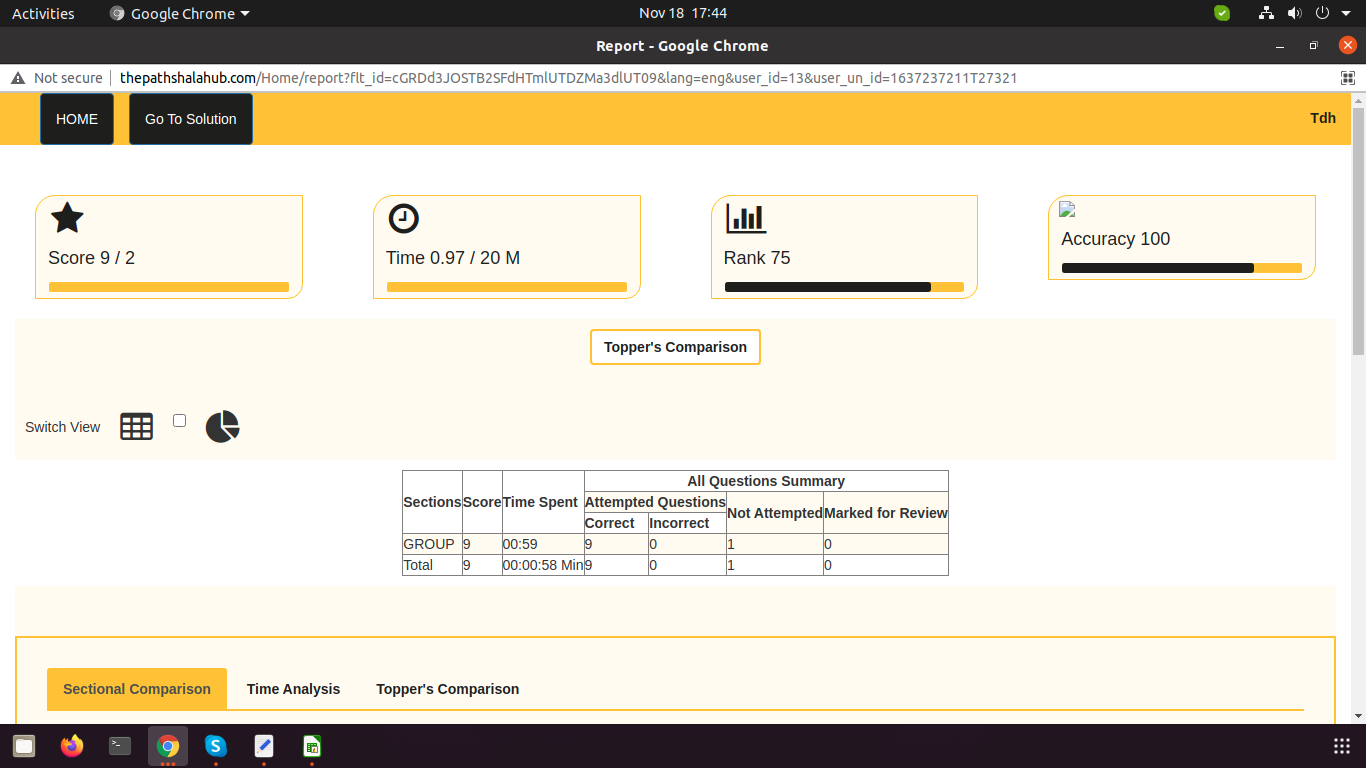 Activities Google Chrome Nov 18 17:44
Report - Google Chrome
Not secure thepathshalahub.com/Home/report?flt_id=cGRDd3JOSTB2SFdHTmlUTDZMa3dlUT09&lang=eng&user_id=13&user_un_id=1637237211T27321
HOME Go To Solution Tdh
Score 9 / 2 Time 0.97 / 20 M Rank 75 Accuracy 100
Topper's Comparison
Switch View
All Questions Summary
Sections Score Time Spent Attempted Questions Not Attempted Marked for Review
Correct Incorrect
GROUP 9 00:59 9 0 1 0
Total 9 00:00:58 Min 9 0 1 0
Sectional Comparison Time Analysis Topper's Comparison